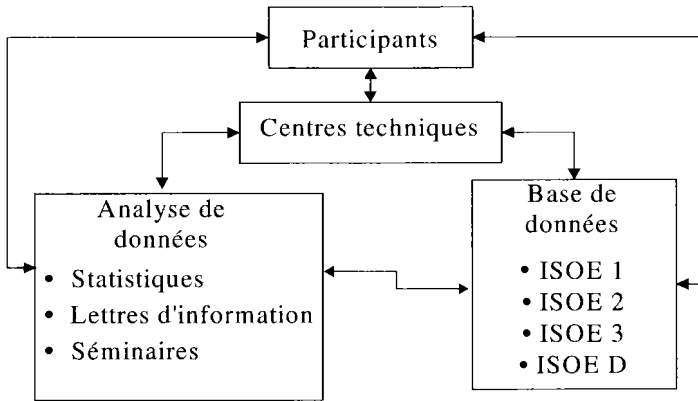 Participants
Centres techniques
Analyse de
données
• Statistiques
• Lettres d'information
• Séminaires
Base de
données
• ISOE 1
• ISOE 2
• ISOE 3
• ISOE D